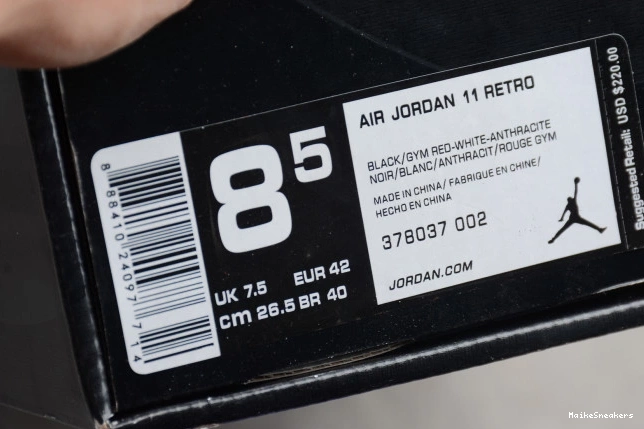 8 88410 24097 7 14
8
5
UK 7.5 EUR 42
cm 26.5 BR 40
AIR JORDAN 11 RETRO
BLACK/GYM RED-WHITE-ANTHRACITE
NOIR/BLANC/ANTHRACIT/ROUGE GYM
MADE IN CHINA/ FABRIQUE EN CHINE/
HECHO EN CHINA
378037 002
JORDAN.COM
Suggested Retail: USD $220.00
MaikeSneakers